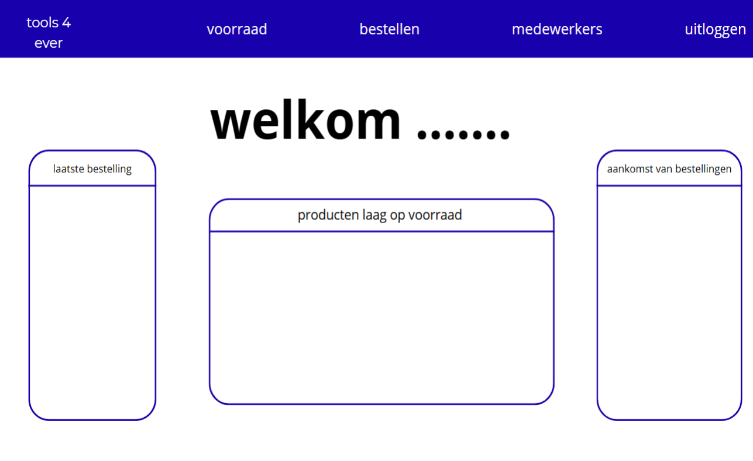 tools 4
ever
voorraad
bestellen
medewerkers
uitloggen
welkom .......
laatste bestelling
producten laag op voorraad
aankomst van bestellingen